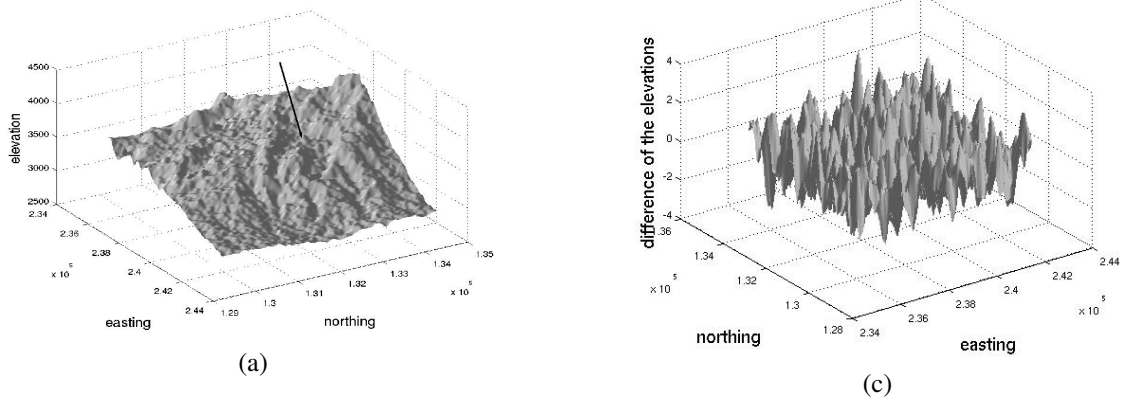 4500
4000
3500
3000
2500
elevation
2.34
2.36
2.38
2.4
2.42
2.44
x 10 5
easting
1.29
1.3
1.31
1.32
1.33
1.34
1.35
x 10 5
northing
(a)
4
2
0
-2
-4
difference of the elevations
1.36
1.34
1.32
1.3
1.28
x 10 5
northing
2.34
2.36
2.38
2.4
2.42
2.44
x 10 5
easting
(c)